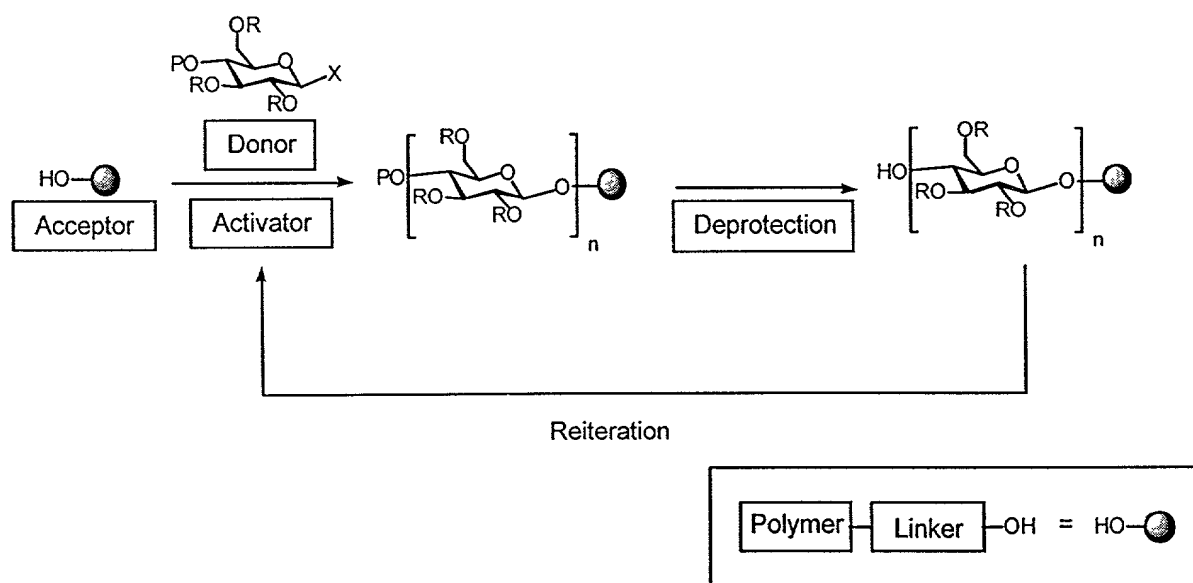 OR
PO
O
X
RO
RO
Donor
HO
Acceptor
Activator
RO
PO
O
O
RO
RO
n
Deprotection
OR
HO
O
O
RO
RO
n
Reiteration
Polymer Linker OH = HO